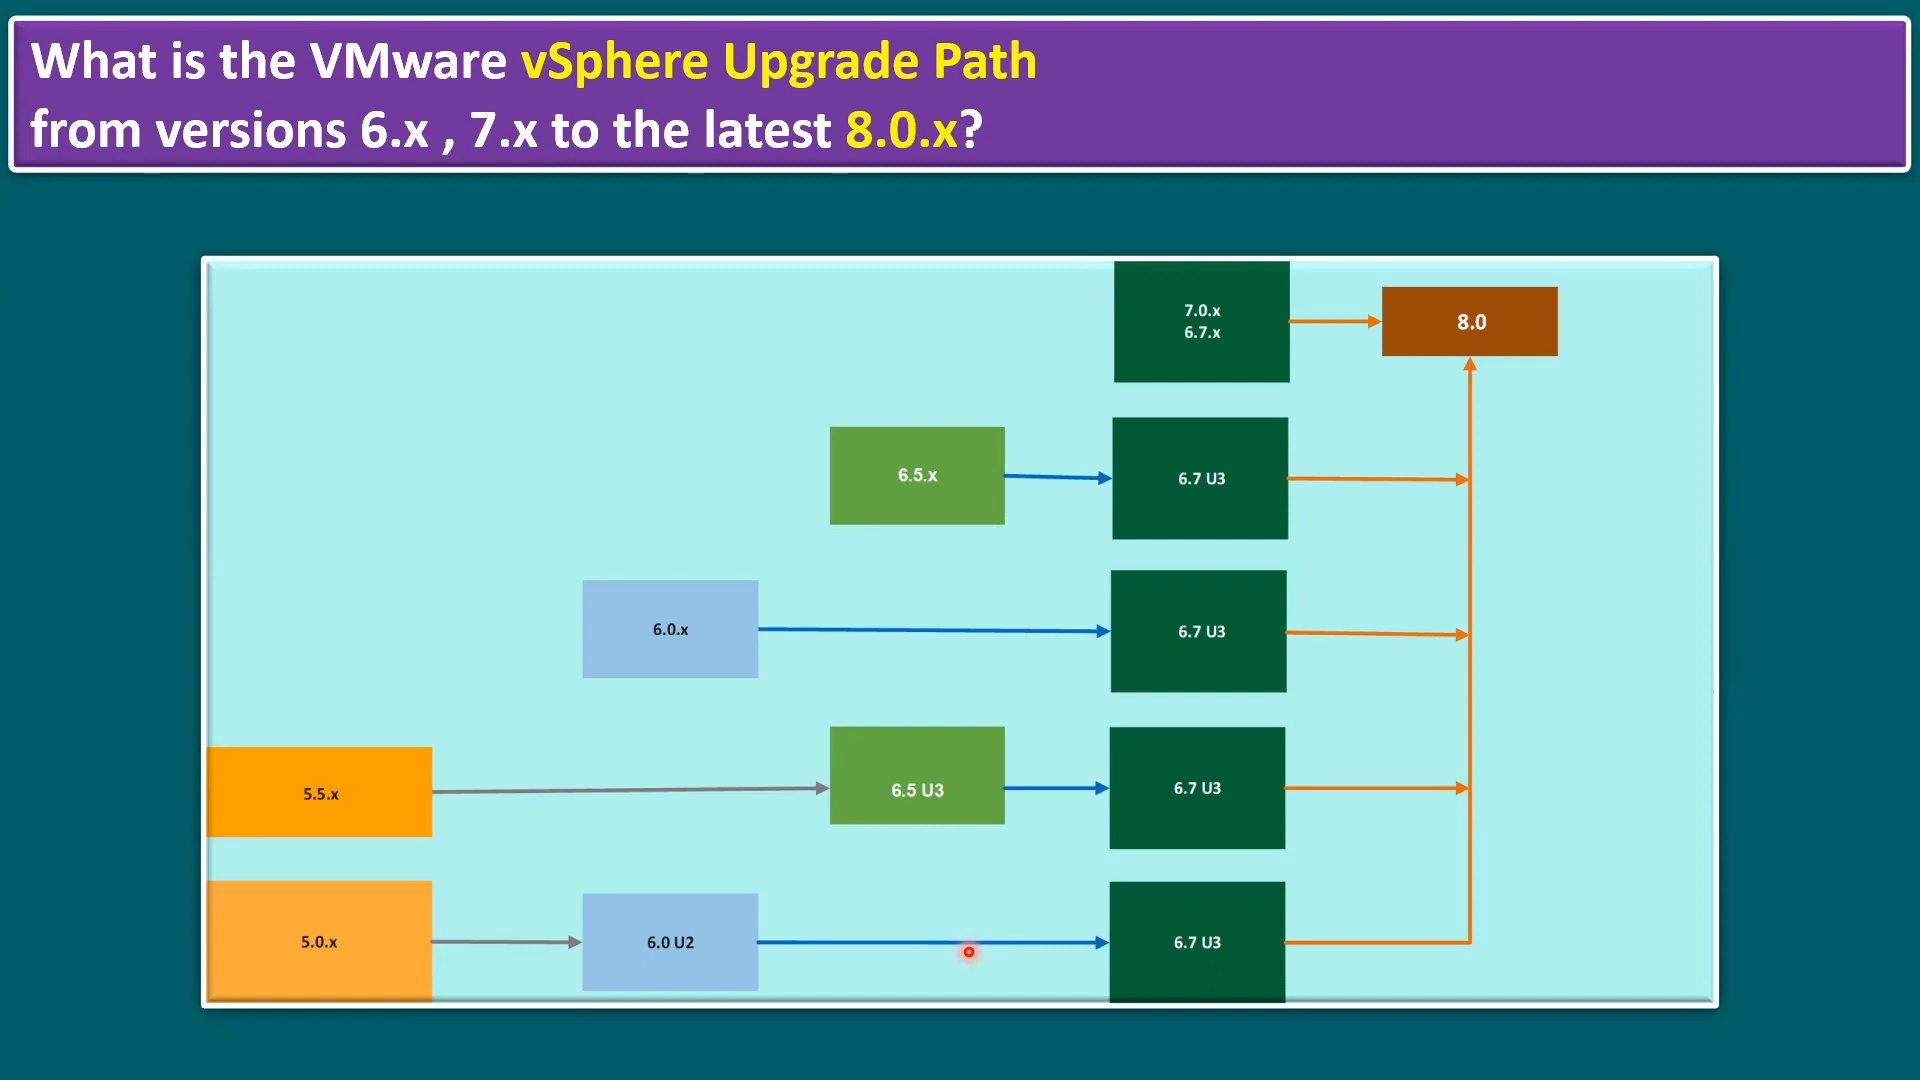 What is the VMware vSphere Upgrade Path
from versions 6.x , 7.x to the latest 8.0.x?
7.0.x
6.7.x
8.0
6.5.x
6.7 U3
6.0.x
6.7 U3
5.5.x
6.5 U3
6.7 U3
5.0.x
6.0 U2
6.7 U3